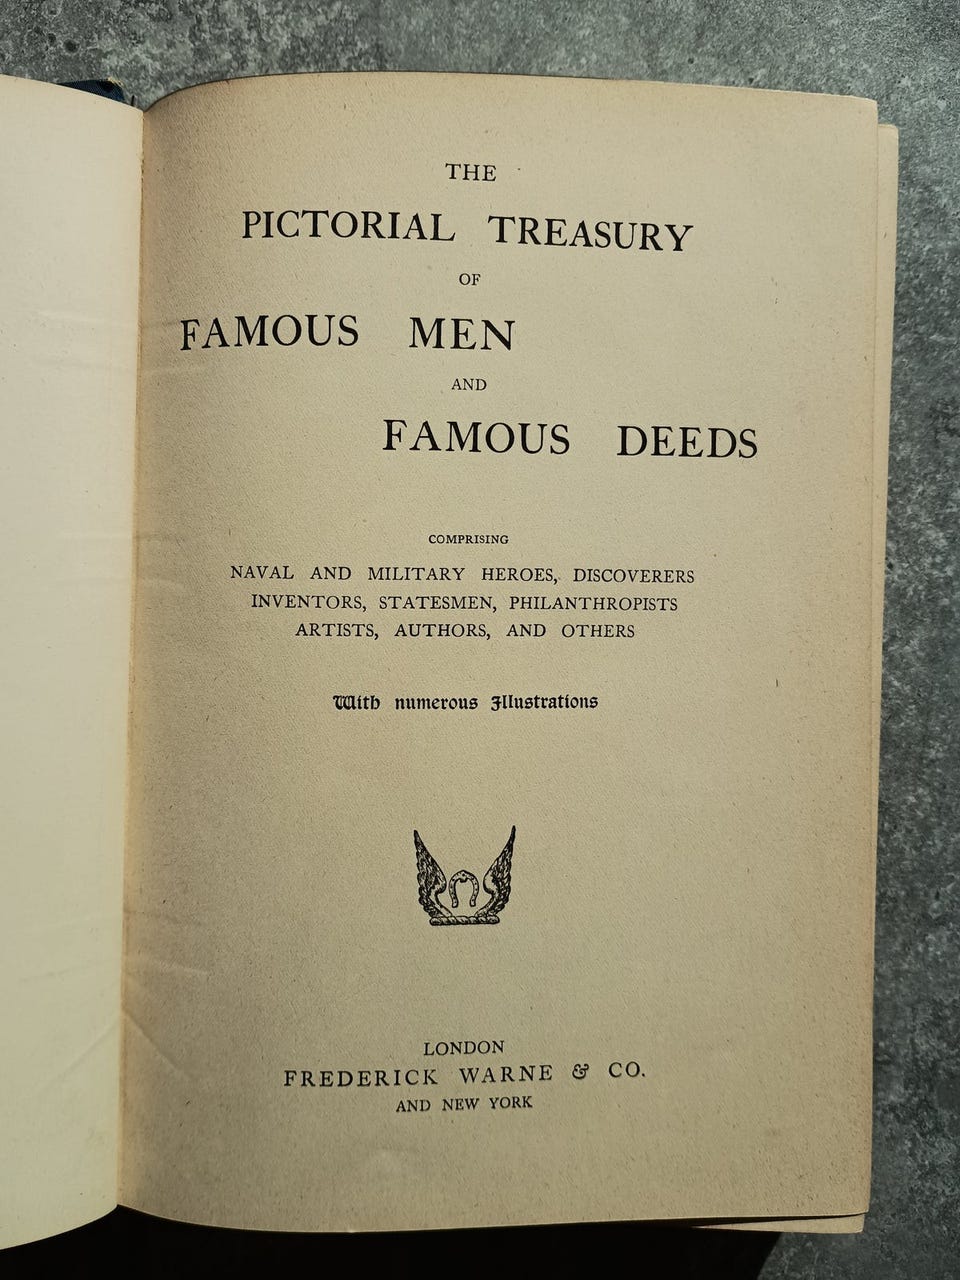 THE
PICTORIAL TREASURY
OF
FAMOUS MEN
AND
FAMOUS DEEDS
COMPRISING
NAVAL AND MILITARY HEROES, DISCOVERERS
INVENTORS, STATESMEN, PHILANTHROPISTS
ARTISTS, AUTHORS, AND OTHERS
With numerous Illustrations
LONDON
FREDERICK WARNE & CO.
AND NEW YORK